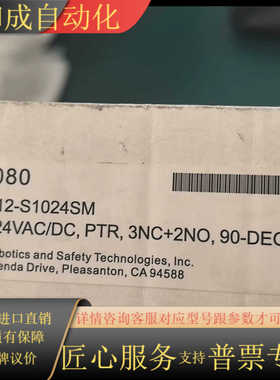 成自动化
080
12-S1024SM
24VAC/DC, PTR, 3NC+2NO, 90-DEG
botics and Safety Technologies, Inc.
enda Drive, Pleasanton, CA 94588
进口直销
详情咨询客服对应型号跟参数才可
有保障
牌议价
匠心服务
支持
普票专